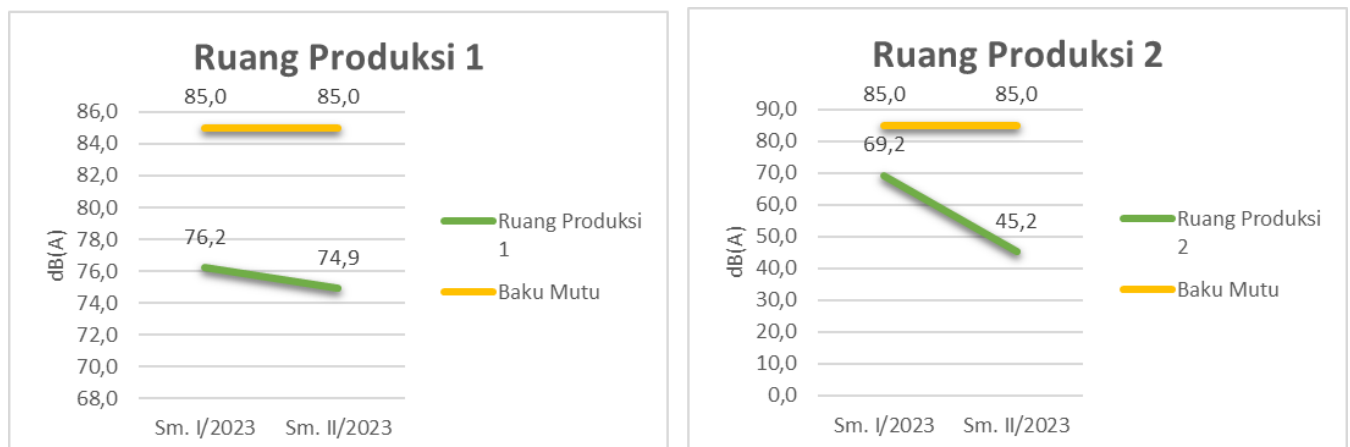 Ruang Produksi 1
85,0 85,0
86,0
84,0
82,0
80,0
78,0
76,0
74,0
72,0
70,0
68,0
dB(A)
76,2
74,9
Sm. I/2023 Sm. II/2023
Ruang Produksi
1
Baku Mutu
Ruang Produksi 2
85,0 85,0
90,0
80,0
70,0
60,0
50,0
40,0
30,0
20,0
10,0
0,0
dB(A)
69,2
45,2
Sm. I/2023 Sm. II/2023
Ruang Produksi
2
Baku Mutu